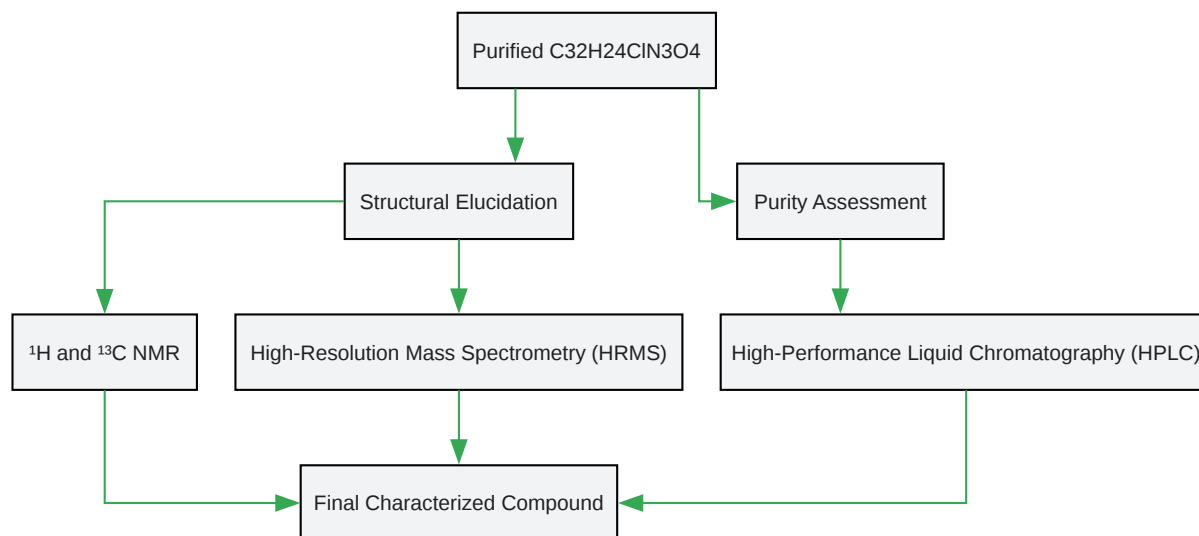 Purified C32H24ClN3O4
Structural Elucidation
Purity Assessment
¹H and ¹³C NMR
High-Resolution Mass Spectrometry (HRMS)
High-Performance Liquid Chromatography (HPLC)
Final Characterized Compound